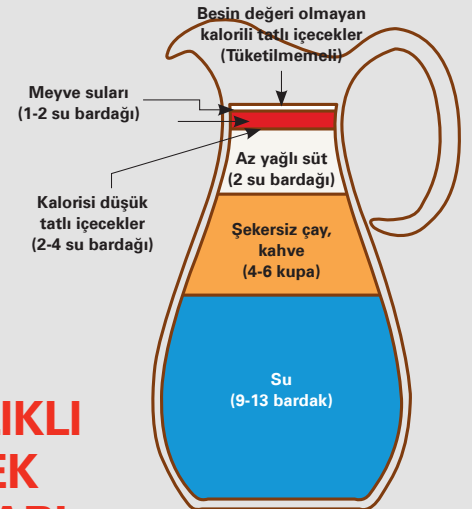 Besin değeri olmayan
kalorili tatlı içecekler
(Tüketilmemeli)
Meyve suları
(1-2 su bardağı)
Kalorisi düşük
tatlı içecekler
(2-4 su bardağı)
Az yağlı süt
(2 su bardağı)
Şekersiz çay,
kahve
(4-6 kupa)
Su
(9-13 bardak)
IKLI
EK